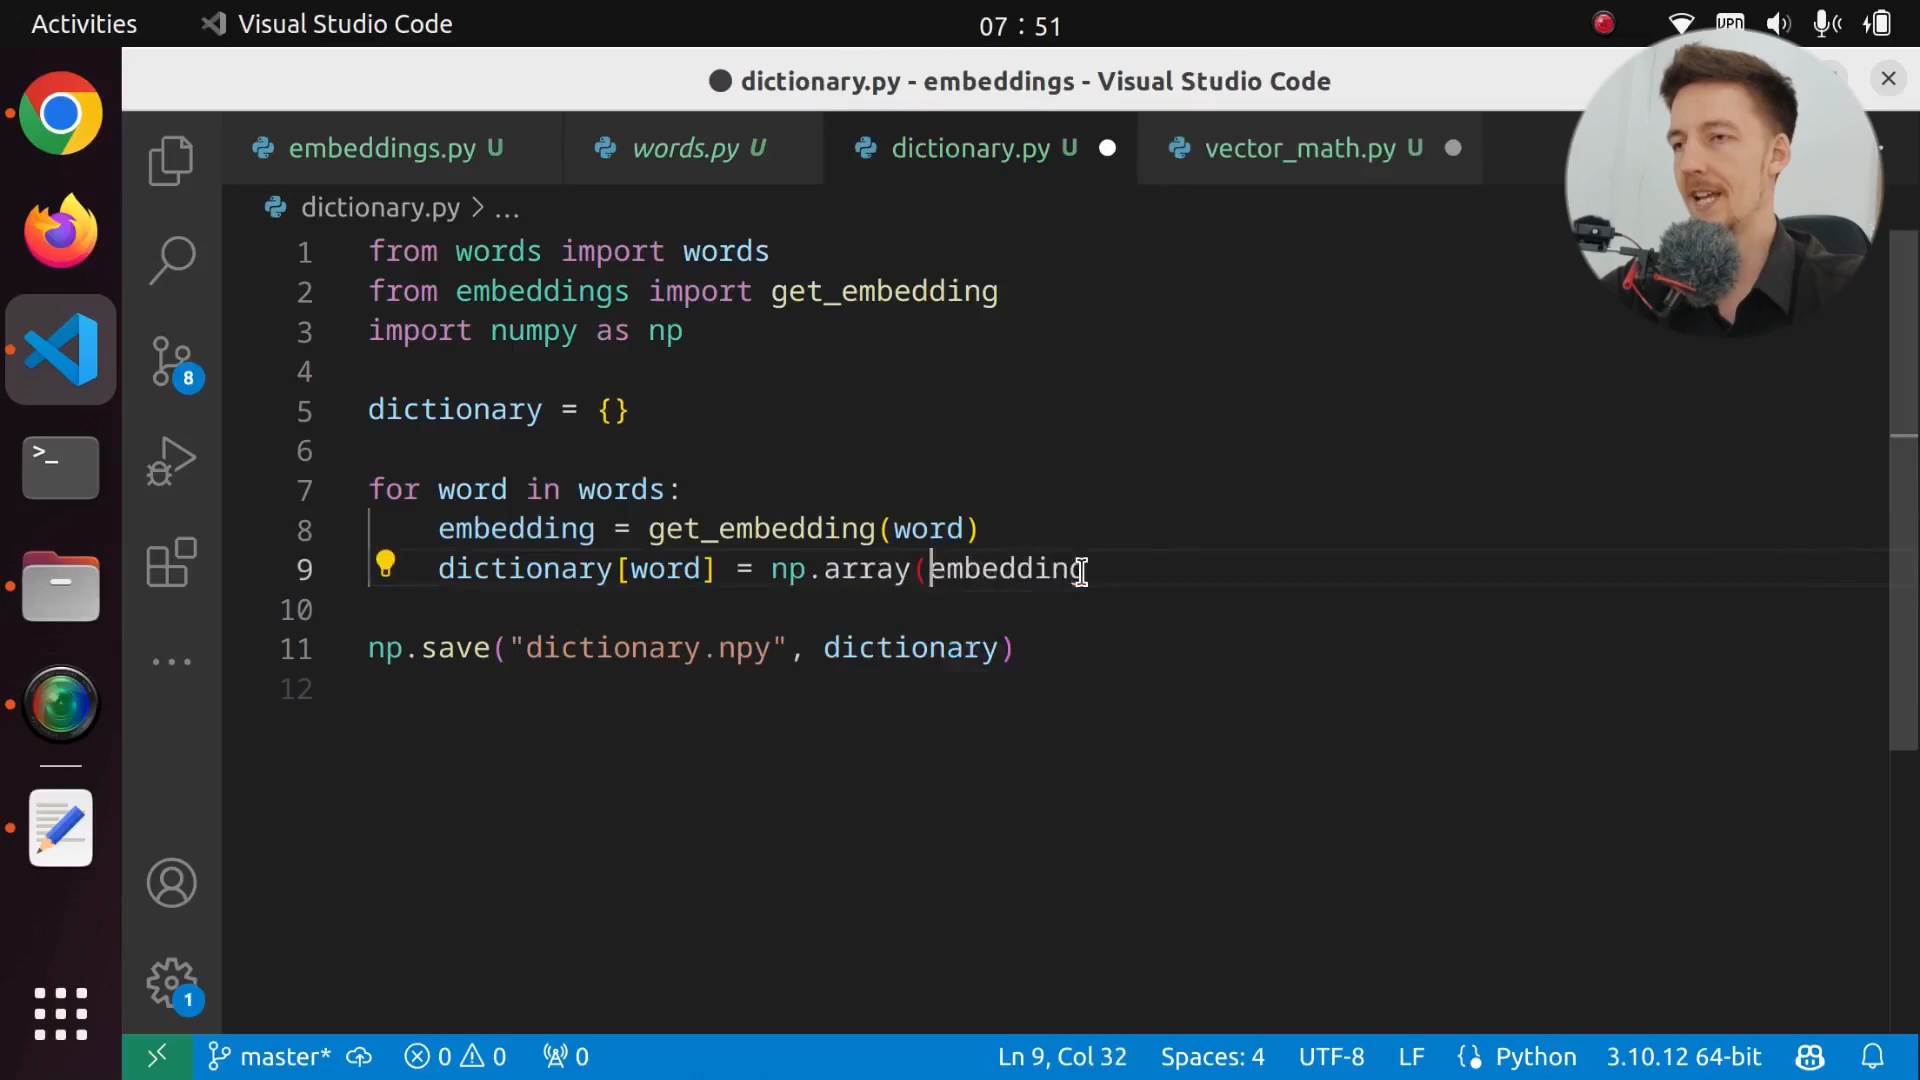 Activities
Visual Studio Code
07 : 51
VPN
dictionary.py - embeddings - Visual Studio Code
embeddings.py U
words.py U
dictionary.py U
vector_math.py U
dictionary.py > ...
1 from words import words
2 from embeddings import get_embedding
3 import numpy as np
4
5 dictionary = {}
6
7 for word in words:
8 embedding = get_embedding(word)
9 dictionary[word] = np.array(embedding
10
11 np.save("dictionary.npy", dictionary)
12
8
1
>_
master*
0
0
0
Ln 9, Col 32
Spaces: 4
UTF-8
LF
Python
3.10.12 64-bit